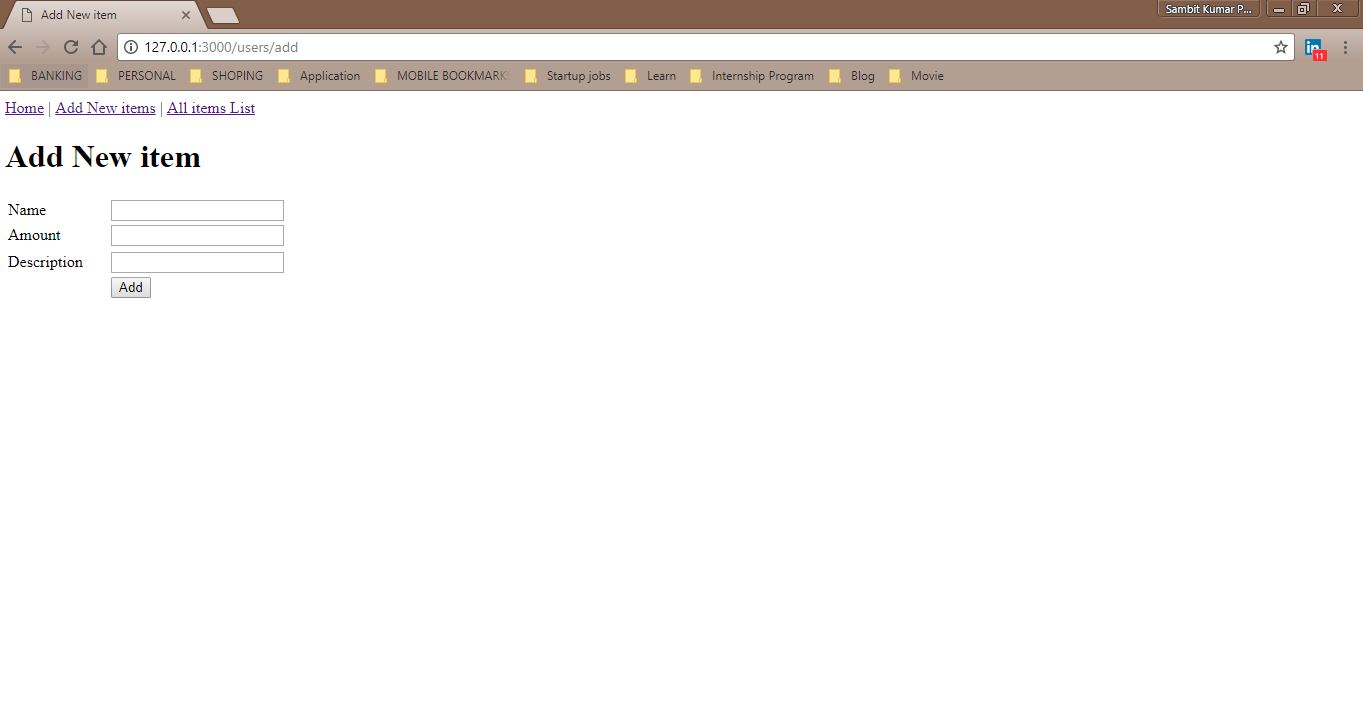 Add New item
Sambit Kumar P...
127.0.0.1:3000/users/add
11
BANKING PERSONAL SHOPING Application MOBILE BOOKMARKS Startup jobs Learn Internship Program Blog Movie
Home | Add New items | All items List
Add New item
Name
Amount
Description
Add